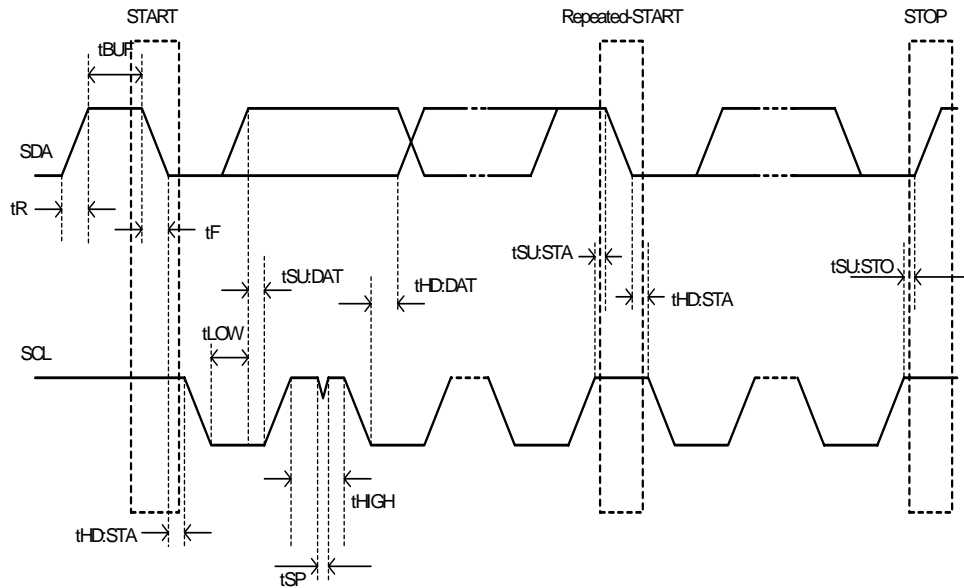 START
Repeated-START
STOP
tBUF
SDA
tR
tF
tSU:STA
tSU:STO
tSU:DAT
tHD:DAT
tHD:STA
tLOW
SCL
tHIGH
tHD:STA
tSP